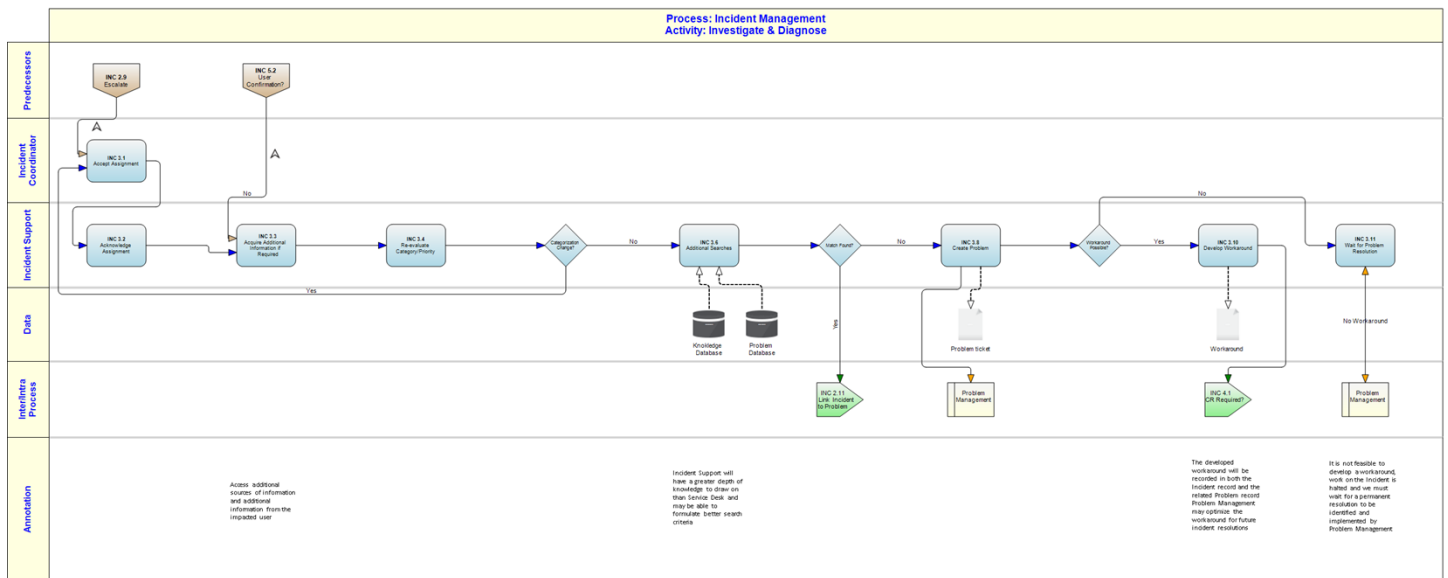 Process: Incident Management
Activity: Investigate & Diagnose
Predecessors
INC 2.9
Escalate
INC 5.2
User
Confirmation?
Incident
Coordinator
INC 3.1
Accept Assignment
No
Incident Support
INC 3.2
Acknowledge
Assignment
INC 3.3
Acquire Additional
Information If
Required
INC 3.4
Re-evaluate
Category/Priority
Categorization
Change?
No
INC 3.6
Additional Searches
Match Found?
No
INC 3.8
Create Problem
Workaround
Possible?
Yes
INC 3.10
Develop Workaround
No
INC 3.11
Wait for Problem
Resolution
Yes
Data
Knokledge
Database
Problem
Database
Yes
Problem ticket
Workaround
No Workaround
Inter/Intra
Process
INC 2.11
Link Incident
to Problem
Problem
Management
INC 4.1
CR Required?
Problem
Management
Annotation
Access additional
sources of information
and additional
information from the
impacted user
Incident Support will
have a greater depth of
knowledge to draw on
than Service Desk and
may be able to
formulate better search
criteria
The developed
workaround will be
recorded in both the
Incident record and the
related Problem record
Problem Management
may optimize the
workaround for future
incident resolutions
It is not feasible to
develop a workaround,
work on the Incident is
halted and we must
wait for a permanent
resolution to be
identified and
implemented by
Problem Management